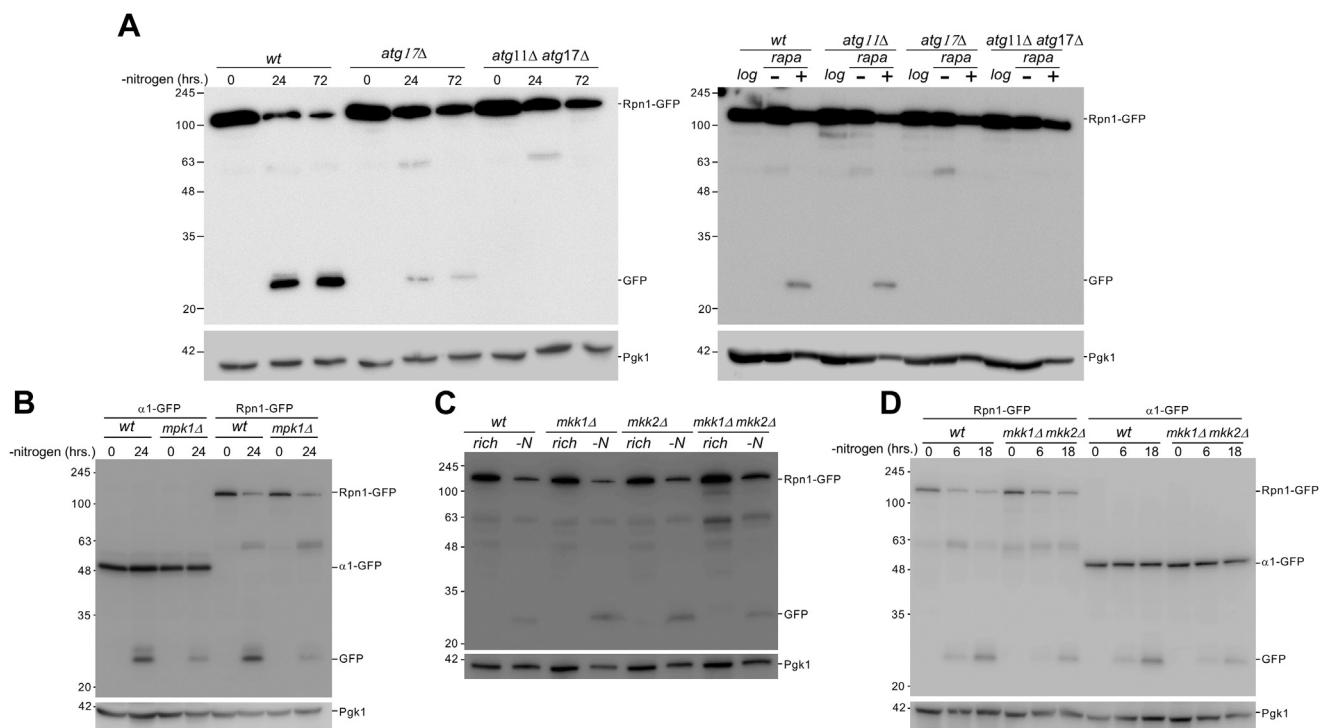 A
wt atg17Δ atg11Δ atg17Δ
-nitrogen (hrs.) 0 24 72 0 24 72 0 24 72
245
100
63
48
35
20
42
Rpn1-GFP
GFP
Pgk1
wt atg11Δ atg17Δ atg11Δ atg17Δ
rapa rapa rapa rapa
log - + log - + log - + log - +
245
100
63
48
35
20
42
Rpn1-GFP
GFP
Pgk1
B
α1-GFP Rpn1-GFP
wt mpk1Δ wt mpk1Δ
-nitrogen (hrs.) 0 24 0 24 0 24 0 24
245
100
63
48
35
20
42
Rpn1-GFP
α1-GFP
GFP
Pgk1
C
wt mkk1Δ mkk2Δ mkk1Δ mkk2Δ
rich -N rich -N rich -N rich -N
245
100
63
48
35
20
42
Rpn1-GFP
GFP
Pgk1
D
Rpn1-GFP α1-GFP
wt mkk1Δ mkk2Δ wt mkk1Δ mkk2Δ
-nitrogen (hrs.) 0 6 18 0 6 18 0 6 18 0 6 18
245
100
63
48
35
20
42
Rpn1-GFP
α1-GFP
GFP
Pgk1